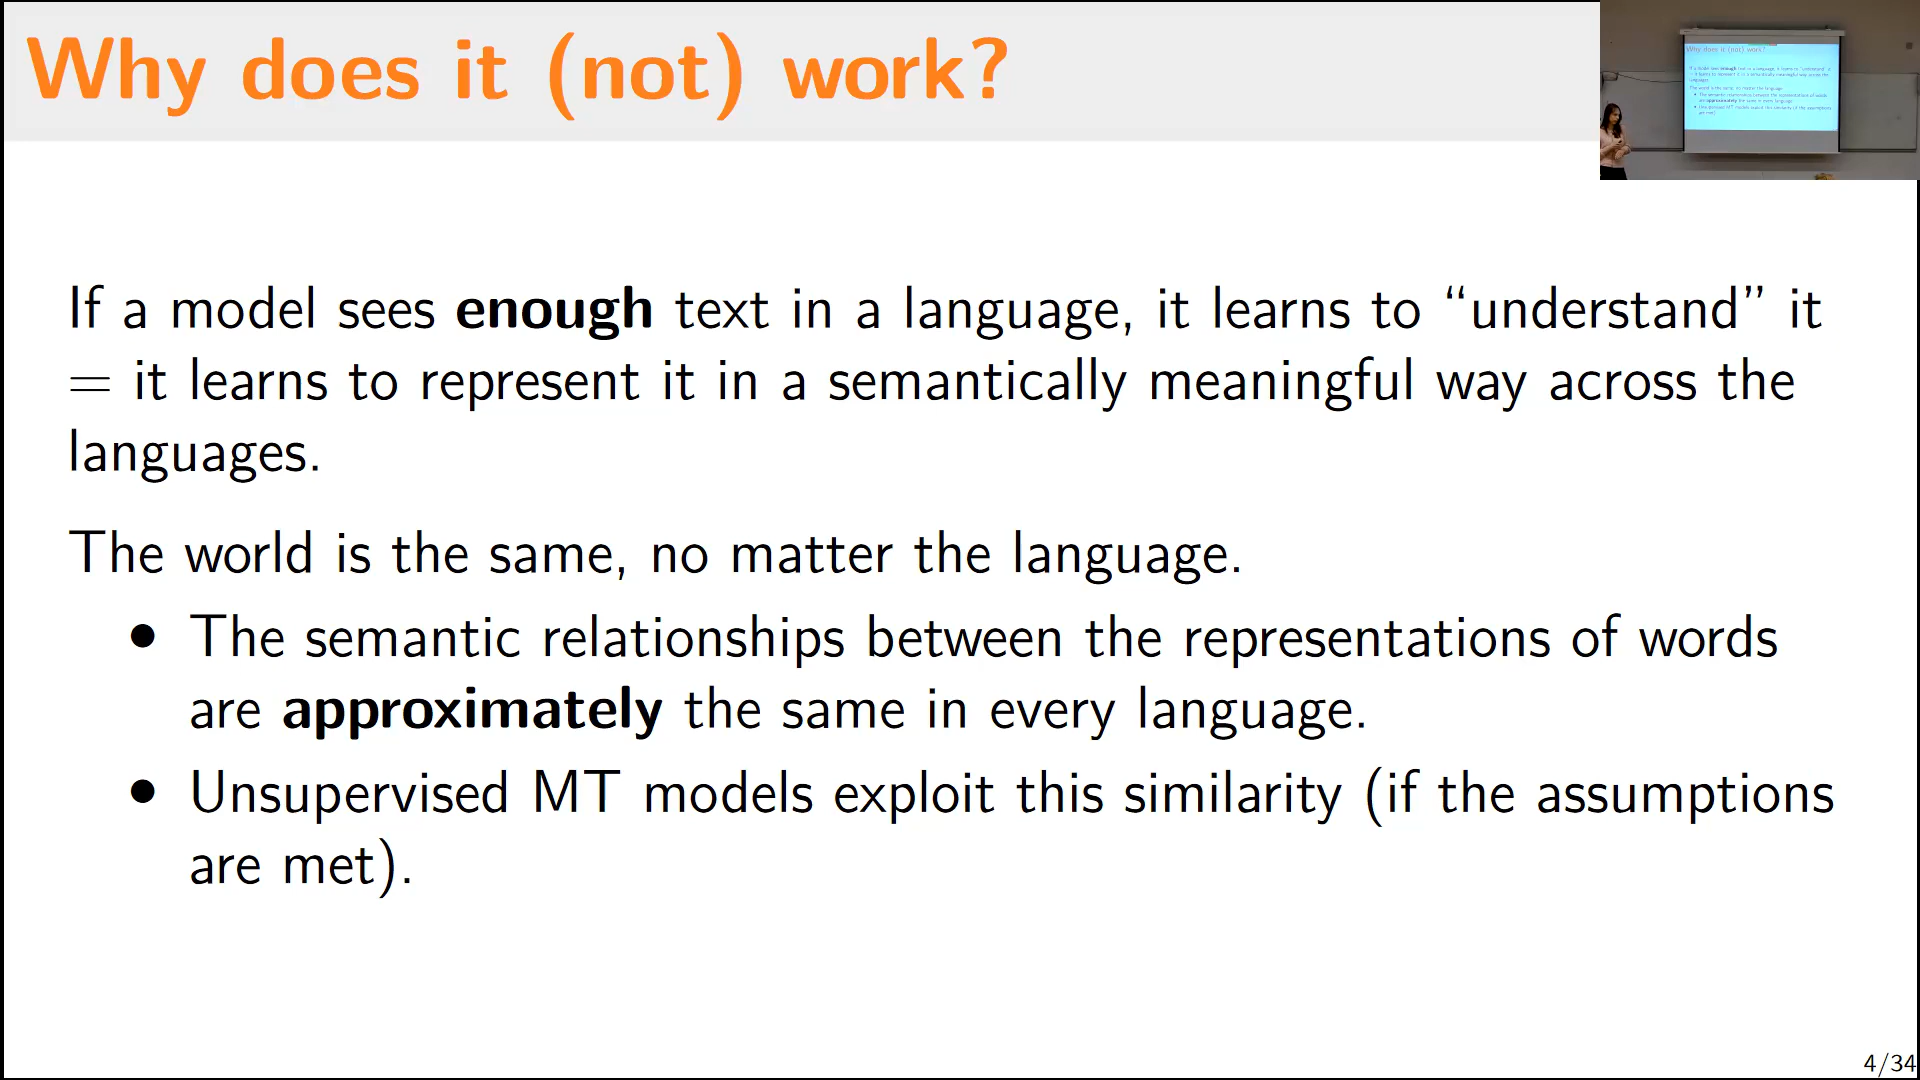 Why does it (not) work?
If a model sees enough text in a language, it learns to “understand” it
= it learns to represent it in a semantically meaningful way across the
languages.
The world is the same, no matter the language.
• The semantic relationships between the representations of words
are approximately the same in every language.
• Unsupervised MT models exploit this similarity (if the assumptions
are met).
4/34